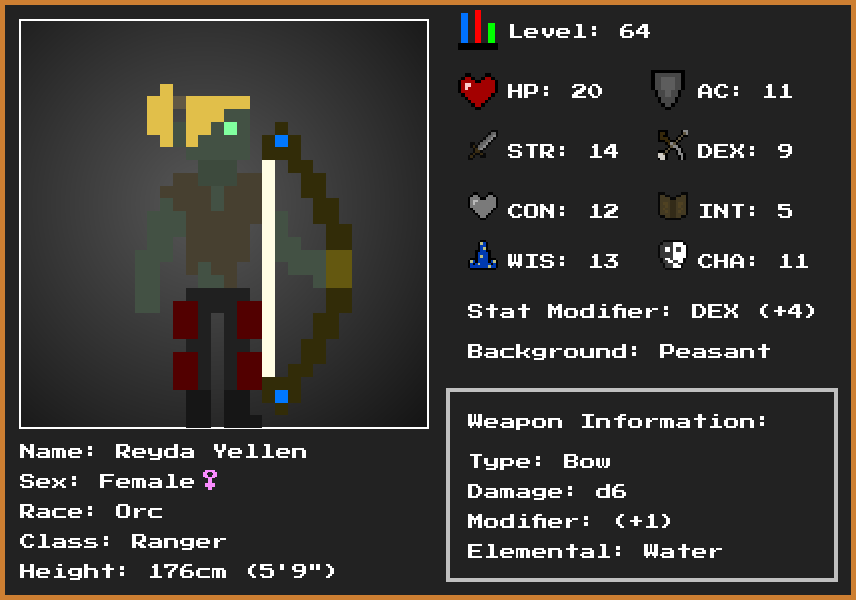 Level: 64
HP: 20 AC: 11
STR: 14 DEX: 9
CON: 12 INT: 5
WIS: 13 CHA: 11
Stat Modifier: DEX (+4)
Background: Peasant
Weapon Information:
Type: Bow
Damage: d6
Modifier: (+1)
Elemental: Water
Name: Reyda Yellen
Sex: Female♀
Race: Orc
Class: Ranger
Height: 176cm (5'9")